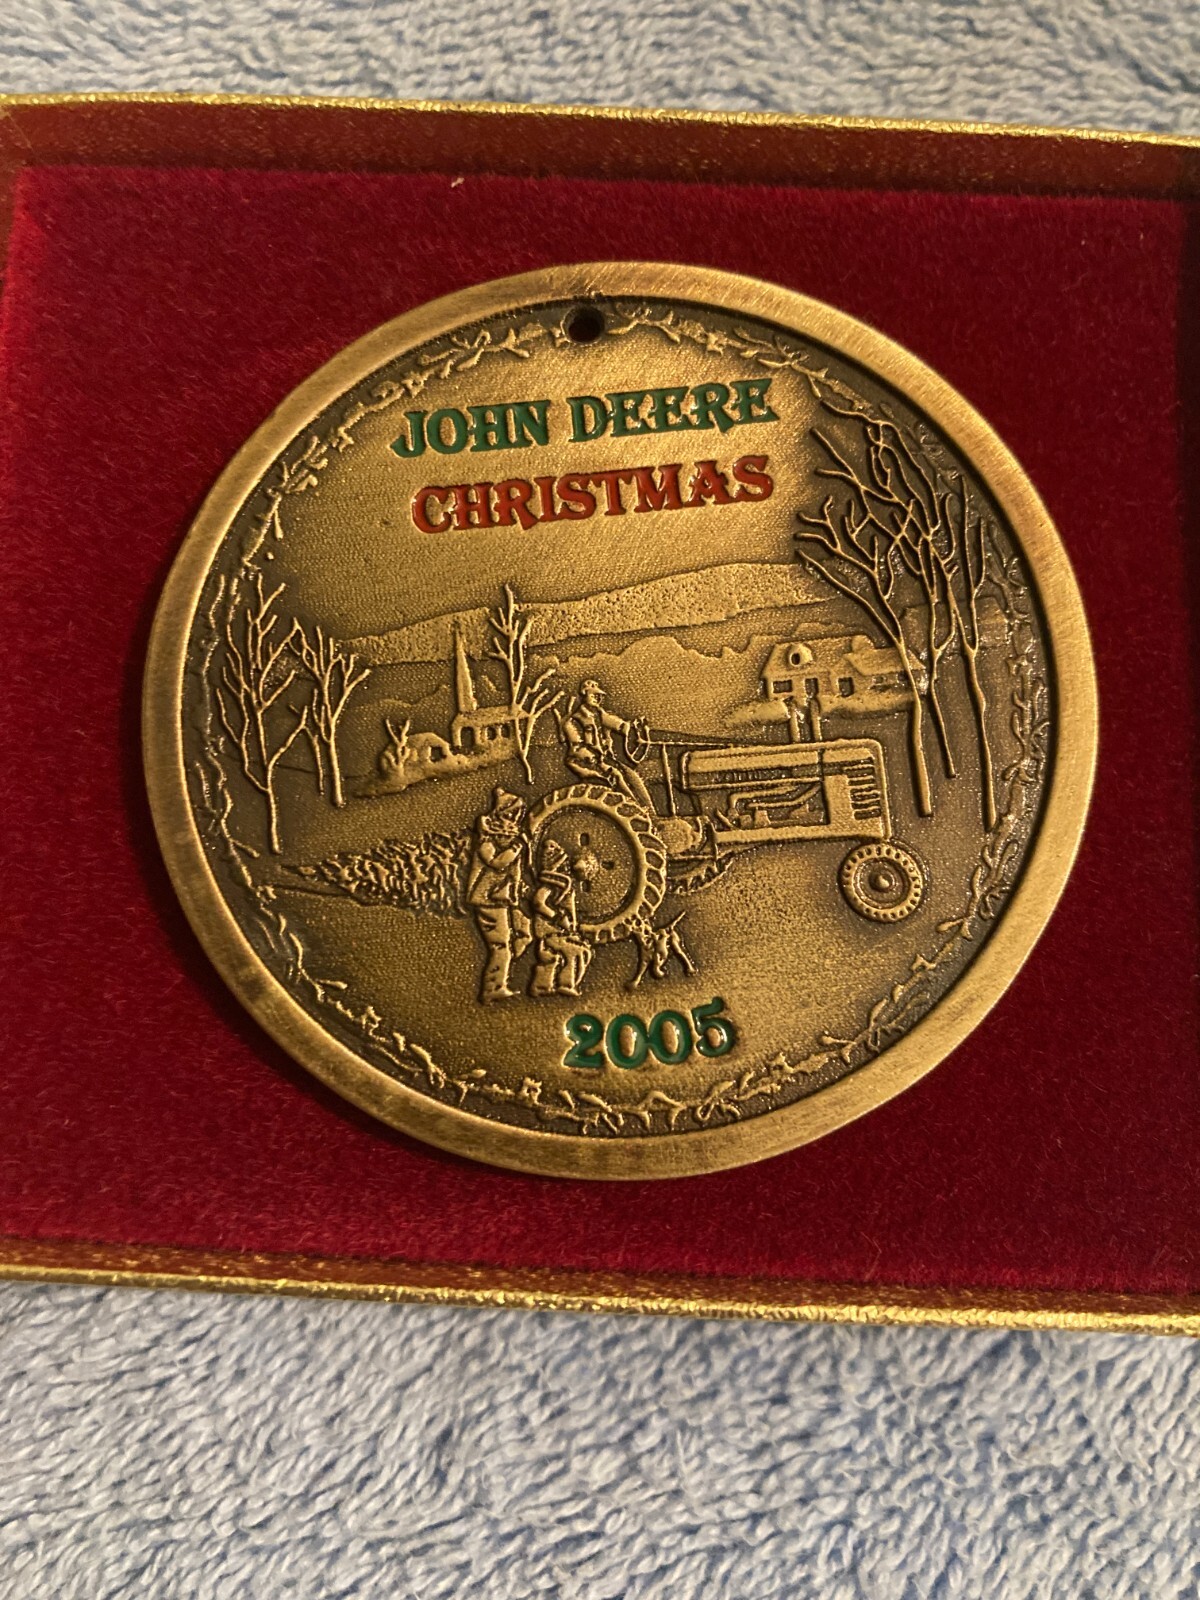 JOHN DEERE
CHRISTMAS
2005